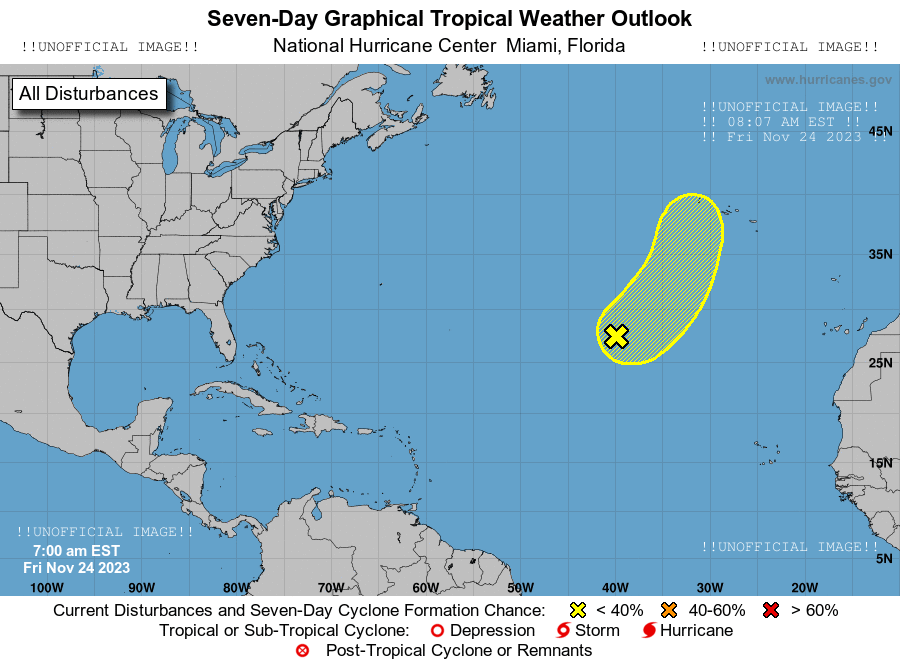 Seven-Day Graphical Tropical Weather Outlook
!!UNOFFICIAL IMAGE!! National Hurricane Center Miami, Florida !!UNOFFICIAL IMAGE!!
www.hurricanes.gov
All Disturbances
!!UNOFFICIAL IMAGE!!
!! 08:07 AM EST !!
!! Fri Nov 24 2023 !!
45N
35N
25N
15N
!!UNOFFICIAL IMAGE!!
7:00 am EST
Fri Nov 24 2023
!!UNOFFICIAL IMAGE!!
5N
100W 90W 80W 70W 60W 50W 40W 30W 20W
Current Disturbances and Seven-Day Cyclone Formation Chance: < 40% 40-60% > 60%
Tropical or Sub-Tropical Cyclone: Depression Storm Hurricane
Post-Tropical Cyclone or Remnants